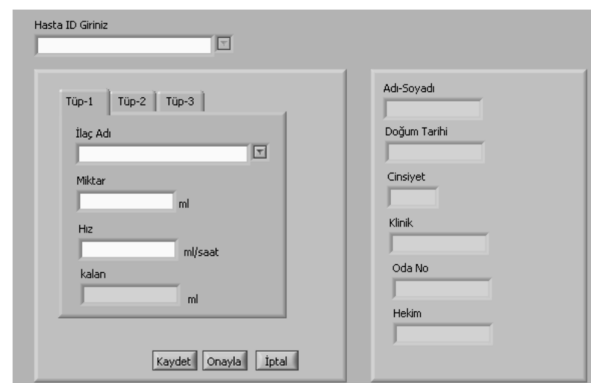 Hasta ID Giriniz
Tüp-1 Tüp-2 Tüp-3
İlaç Adı
Miktar
ml
Hız
ml/saat
kalan
ml
Kaydet Onayla İptal
Adı-Soyadı
Doğum Tarihi
Cinsiyet
Klinik
Oda No
Hekim